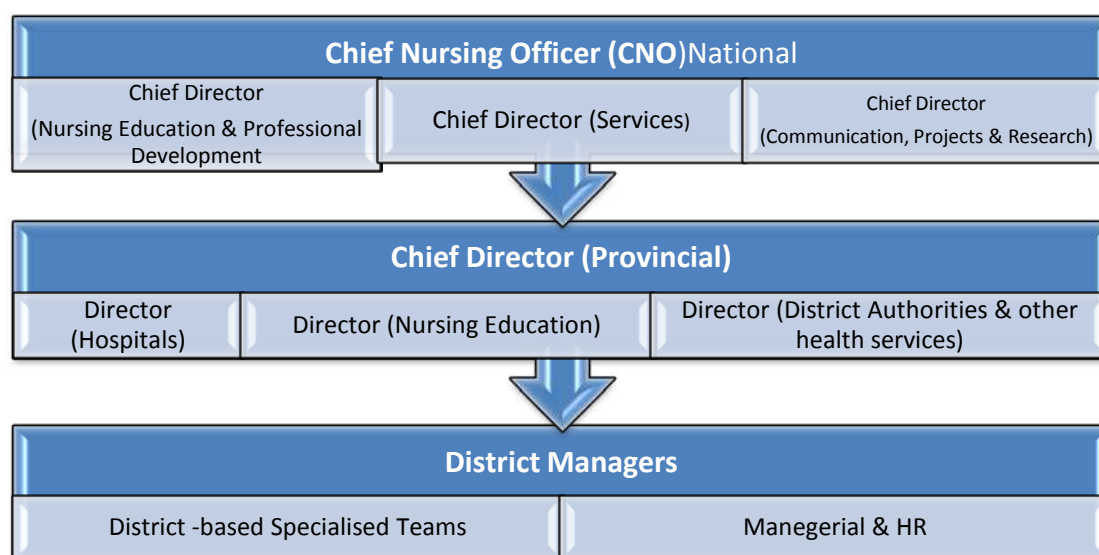 Chief Nursing Officer (CNO)National
Chief Director
(Nursing Education & Professional
Development
Chief Director (Services)
Chief Director
(Communication, Projects & Research)
Chief Director (Provincial)
Director
(Hospitals)
Director (Nursing Education)
Director (District Authorities & other
health services)
District Managers
District -based Specialised Teams
Manegerial & HR